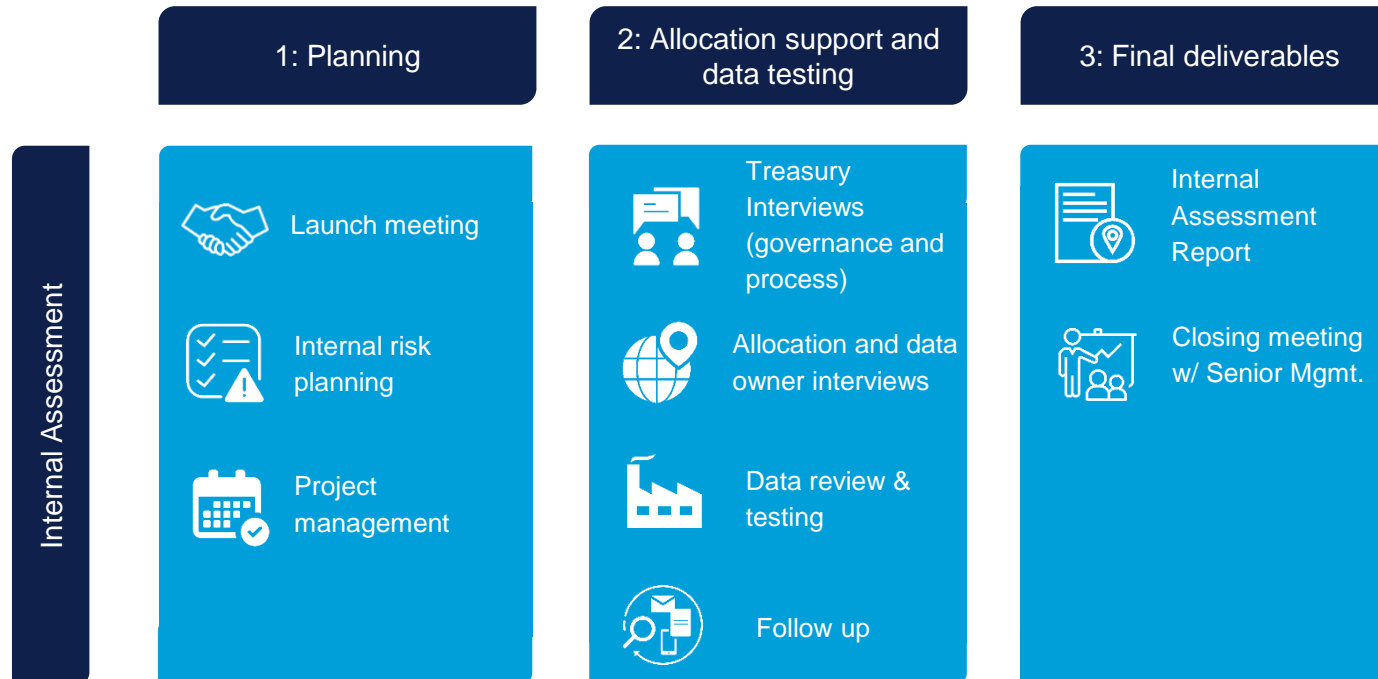 1: Planning
2: Allocation support and
data testing
3: Final deliverables
Internal Assessment
Launch meeting
Internal risk
planning
Project
management
Treasury
Interviews
(governance and
process)
Allocation and data
owner interviews
Data review &
testing
Follow up
Internal
Assessment
Report
Closing meeting
w/ Senior Mgmt.